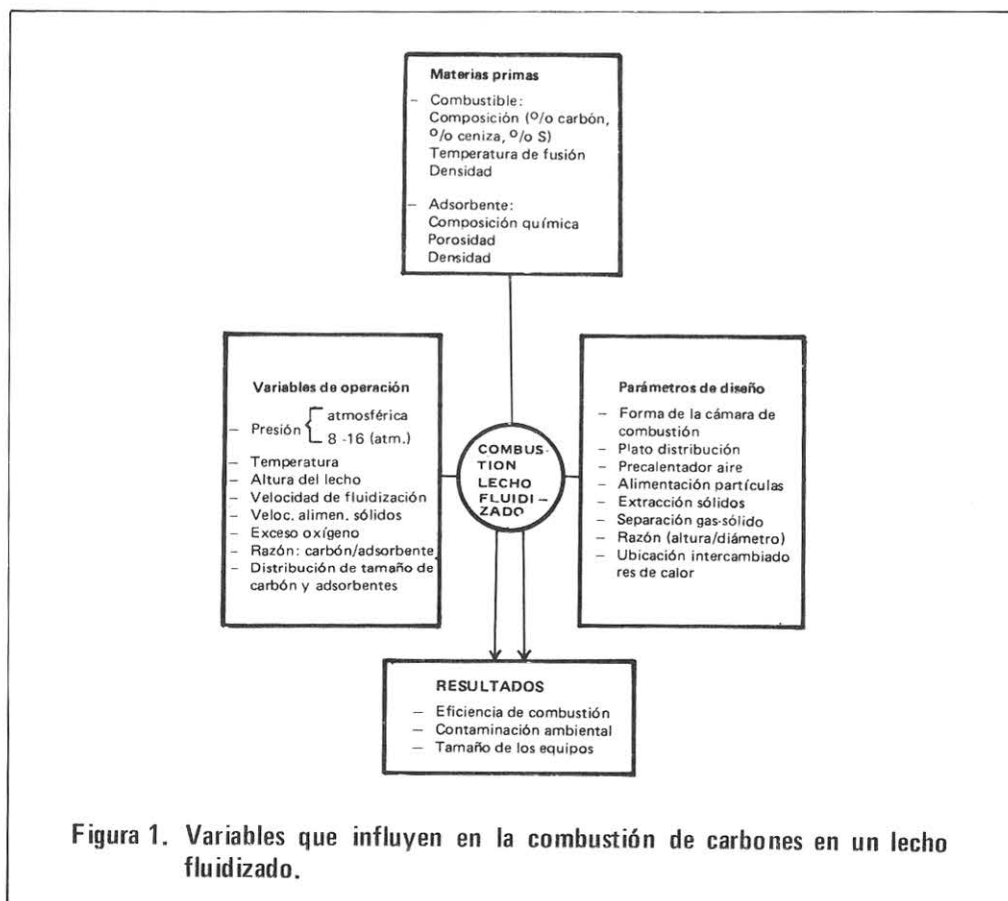 Materias primas
– Combustible:
Composición (º/o carbón,
º/o ceniza, º/o S)
Temperatura de fusión
Densidad
– Adsorbente:
Composición química
Porosidad
Densidad
Variables de operación
– Presión { atmosférica
8 -16 (atm.)
– Temperatura
– Altura del lecho
– Velocidad de fluidización
– Veloc. alimen. sólidos
– Exceso oxígeno
– Razón: carbón/adsorbente
– Distribución de tamaño de
carbón y adsorbentes
COMBUS-
TION
LECHO
FLUIDI-
ZADO
Parámetros de diseño
– Forma de la cámara de
combustión
– Plato distribución
– Precalentador aire
– Alimentación partículas
– Extracción sólidos
– Separación gas-sólido
– Razón (altura/diámetro)
– Ubicación intercambiado
res de calor
RESULTADOS
– Eficiencia de combustión
– Contaminación ambiental
– Tamaño de los equipos
Figura 1. Variables que influyen en la combustión de carbones en un lecho
fluidizado.